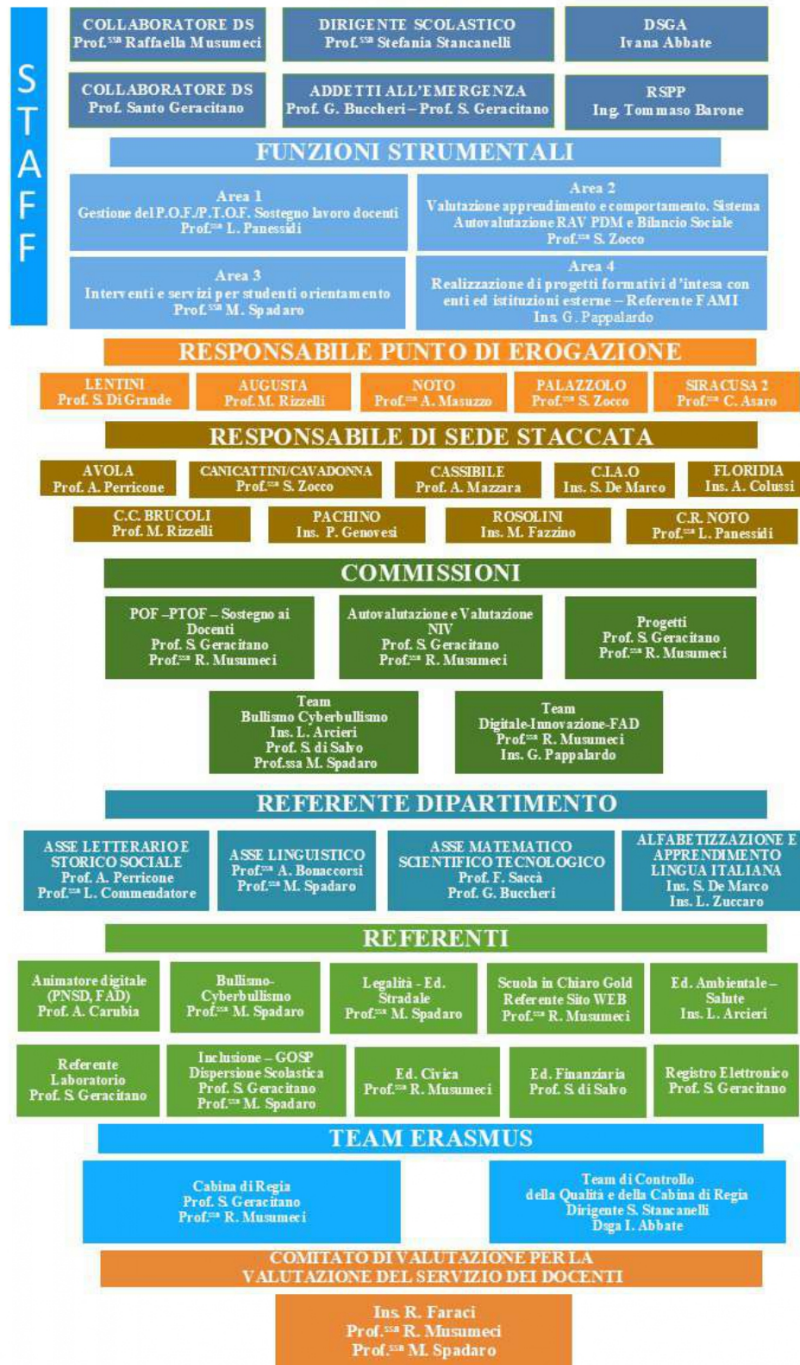 STAFF
COLLABORATORE DS
Prof.ssa Raffaella Musumeci
DIRIGENTE SCOLASTICO
Prof.ssa Stefania Stancanelli
DSGA
Ivana Abbate
COLLABORATORE DS
Prof. Santo Geracitano
ADDETTI ALL'EMERGENZA
Prof. G. Buccheri – Prof. S. Geracitano
RSPP
Ing. Tommaso Barone
FUNZIONI STRUMENTALI
Area 1
Gestione del P.O.F./P.T.O.F. Sostegno lavoro docenti
Prof.ssa L. Panessidi
Area 2
Valutazione apprendimento e comportamento. Sistema
Autovalutazione RAV PDM e Bilancio Sociale
Prof.ssa S. Zocco
Area 3
Interventi e servizi per studenti orientamento
Prof.ssa M. Spadaro
Area 4
Realizzazione di progetti formativi d'intesa con
enti ed istituzioni esterne – Referente FAMI
Ins. G. Pappalardo
RESPONSABILE PUNTO DI EROGAZIONE
LENTINI
Prof. S. Di Grande
AUGUSTA
Prof. M. Rizzelli
NOTO
Prof.ssa A. Masuzzo
PALAZZOLO
Prof.ssa S. Zocco
SIRACUSA 2
Prof.ssa C. Asaro
RESPONSABILE DI SEDE STACCATA
AVOLA
Prof. A. Perricone
CANICATTINI/CAVADONNA
Prof.ssa S. Zocco
CASSIBILE
Prof. A. Mazzara
C.I.A.O
Ins. S. De Marco
FLORIDIA
Ins. A. Colussi
C.C. BRUCOLI
Prof. M. Rizzelli
PACHINO
Ins. P. Genovesi
ROSOLINI
Ins. M. Fazzino
C.R. NOTO
Prof.ssa L. Panessidi
COMMISSIONI
POF –PTOF – Sostegno ai
Docenti
Prof. S. Geracitano
Prof.ssa R. Musumeci
Autovalutazione e Valutazione
NIV
Prof. S. Geracitano
Prof.ssa R. Musumeci
Progetti
Prof. S. Geracitano
Prof.ssa R. Musumeci
Team
Bullismo Cyberbullismo
Ins. L. Arcieri
Prof. S. di Salvo
Prof.ssa M. Spadaro
Team
Digitale-Innovazione-FAD
Prof.ssa R. Musumeci
Ins. G. Pappalardo
REFERENTE DIPARTIMENTO
ASSE LETTERARIO E
STORICO SOCIALE
Prof. A. Perricone
Prof.ssa L. Commendatore
ASSE LINGUISTICO
Prof.ssa A. Bonaccorsi
Prof.ssa M. Spadaro
ASSE MATEMATICO
SCIENTIFICO TECNOLOGICO
Prof. F. Saccà
Prof. G. Buccheri
ALFABETIZZAZIONE E
APPRENDIMENTO
LINGUA ITALIANA
Ins. S. De Marco
Ins. L. Zuccaro
REFERENTI
Animatore digitale
(PNSD, FAD)
Prof. A. Carubia
Bullismo-
Cyberbullismo
Prof.ssa M. Spadaro
Legalità - Ed.
Stradale
Prof.ssa M. Spadaro
Scuola in Chiaro Gold
Referente Sito WEB
Prof.ssa R. Musumeci
Ed. Ambientale –
Salute
Ins. L. Arcieri
Referente
Laboratorio
Prof. S. Geracitano
Inclusione – GOSP
Dispersione Scolastica
Prof. S. Geracitano
Prof.ssa M. Spadaro
Ed. Civica
Prof.ssa R. Musumeci
Ed. Finanziaria
Prof. S. di Salvo
Registro Elettronico
Prof. S. Geracitano
TEAM ERASMUS
Cabina di Regia
Prof. S. Geracitano
Prof.ssa R. Musumeci
Team di Controllo
della Qualità e della Cabina di Regia
Dirigente S. Stancanelli
Dsga I. Abbate
COMITATO DI VALUTAZIONE PER LA
VALUTAZIONE DEL SERVIZIO DEI DOCENTI
Ins. R. Faraci
Prof.ssa R. Musumeci
Prof.ssa M. Spadaro